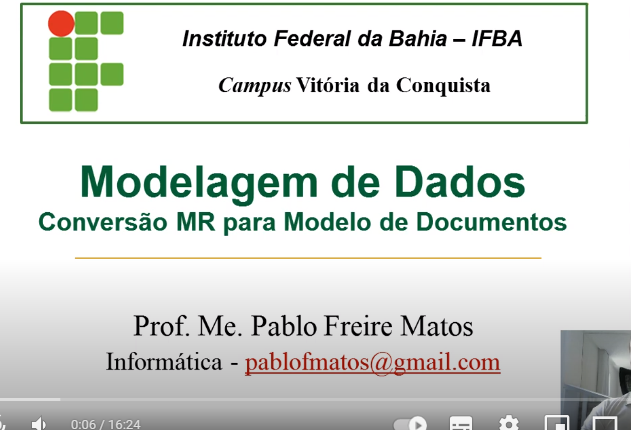 Instituto Federal da Bahia – IFBA
Campus Vitória da Conquista
Modelagem de Dados
Conversão MR para Modelo de Documentos
Prof. Me. Pablo Freire Matos
Informática - pablofmatos@gmail.com
0:06 / 16:24